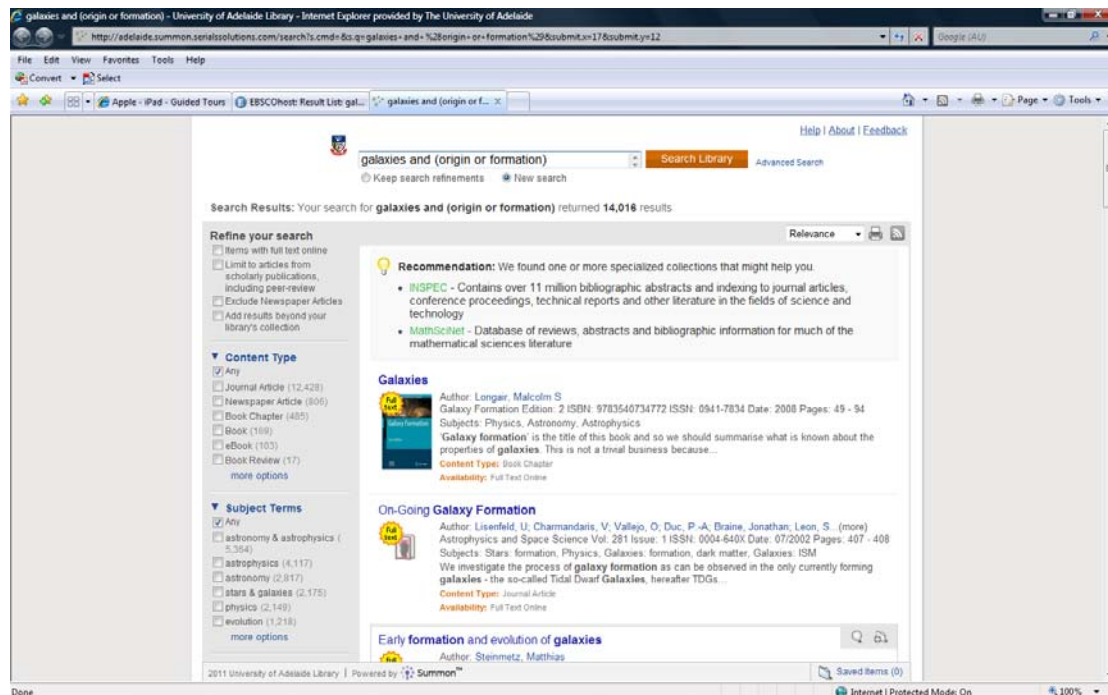 galaxies and (origin or formation) - University of Adelaide Library - Internet Explorer provided by The University of Adelaide
http://adelaide.summon.serialssolutions.com/search?s.cmd=&s.q=galaxies+and+%28origin+or+formation%29&submit.x=17&submit.y=12
Google (AU)
File Edit View Favorites Tools Help
Convert Select
Apple - iPad - Guided Tours EBSCOhost: Result List: gal... galaxies and (origin or f... x Page Tools
Help | About | Feedback
galaxies and (origin or formation) Search Library Advanced Search
Keep search refinements New search
Search Results: Your search for galaxies and (origin or formation) returned 14,016 results
Refine your search
Relevance
Items with full text online
Limit to articles from
scholarly publications,
including peer-review
Exclude Newspaper Articles
Add results beyond your
library's collection
Content Type
Any
Journal Article (12,428)
Newspaper Article (806)
Book Chapter (485)
Book (169)
eBook (103)
Book Review (17)
more options
Subject Terms
Any
astronomy & astrophysics (
5,364)
astrophysics (4,117)
astronomy (2,817)
stars & galaxies (2,175)
physics (2,149)
evolution (1,218)
more options
Recommendation: We found one or more specialized collections that might help you.
• INSPEC - Contains over 11 million bibliographic abstracts and indexing to journal articles,
conference proceedings, technical reports and other literature in the fields of science and
technology
• MathSciNet - Database of reviews, abstracts and bibliographic information for much of the
mathematical sciences literature
Galaxies
Full
text
Galaxy Formation
Author: Longair, Malcolm S
Galaxy Formation Edition: 2 ISBN: 9783540734772 ISSN: 0941-7834 Date: 2008 Pages: 49 - 94
Subjects: Physics, Astronomy, Astrophysics
'Galaxy formation' is the title of this book and so we should summarise what is known about the
properties of galaxies. This is not a trivial business because...
Content Type: Book Chapter
Availability: Full Text Online
On-Going Galaxy Formation
Full
text
Author: Lisenfeld, U; Charmandaris, V; Vallejo, O; Duc, P.-A; Braine, Jonathan; Leon, S...(more)
Astrophysics and Space Science Vol. 281 Issue: 1 ISSN: 0004-640X Date: 07/2002 Pages: 407 - 408
Subjects: Stars: formation, Physics, Galaxies: formation, dark matter, Galaxies: ISM
We investigate the process of galaxy formation as can be observed in the only currently forming
galaxies - the so-called Tidal Dwarf Galaxies, hereafter TDGs...
Content Type: Journal Article
Availability: Full Text Online
Early formation and evolution of galaxies
Full
Author: Steinmetz, Matthias
2011 University of Adelaide Library | Powered by Summon™ Saved Items (0)
Done Internet | Protected Mode: On 100%